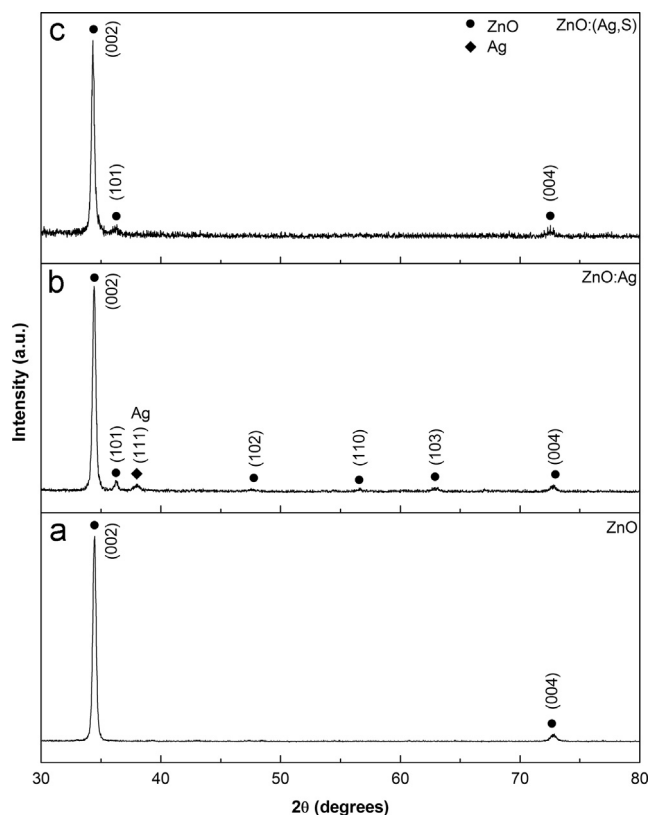 c
(002)
ZnO
ZnO:(Ag,S)
Ag
(101)
(004)
b
ZnO:Ag
(002)
Ag
(101)
(111)
(102)
(110)
(103)
(004)
a
ZnO
(002)
(004)
Intensity (a.u.)
30 40 50 60 70 80
2θ (degrees)